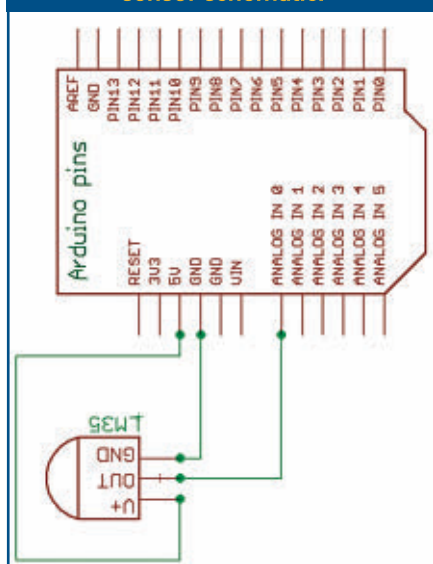 sensor schematic.
AREF
GND
PIN13
PIN12
PIN11
PIN10
PIN9
PIN8
PIN7
PIN6
PIN5
PIN4
PIN3
PIN2
PIN1
PIN0
Arduino pins
RESET
3V3
5V
GND
GND
VIN
ANALOG IN 0
ANALOG IN 1
ANALOG IN 2
ANALOG IN 3
ANALOG IN 4
ANALOG IN 5
LM35
GND
OUT
V+